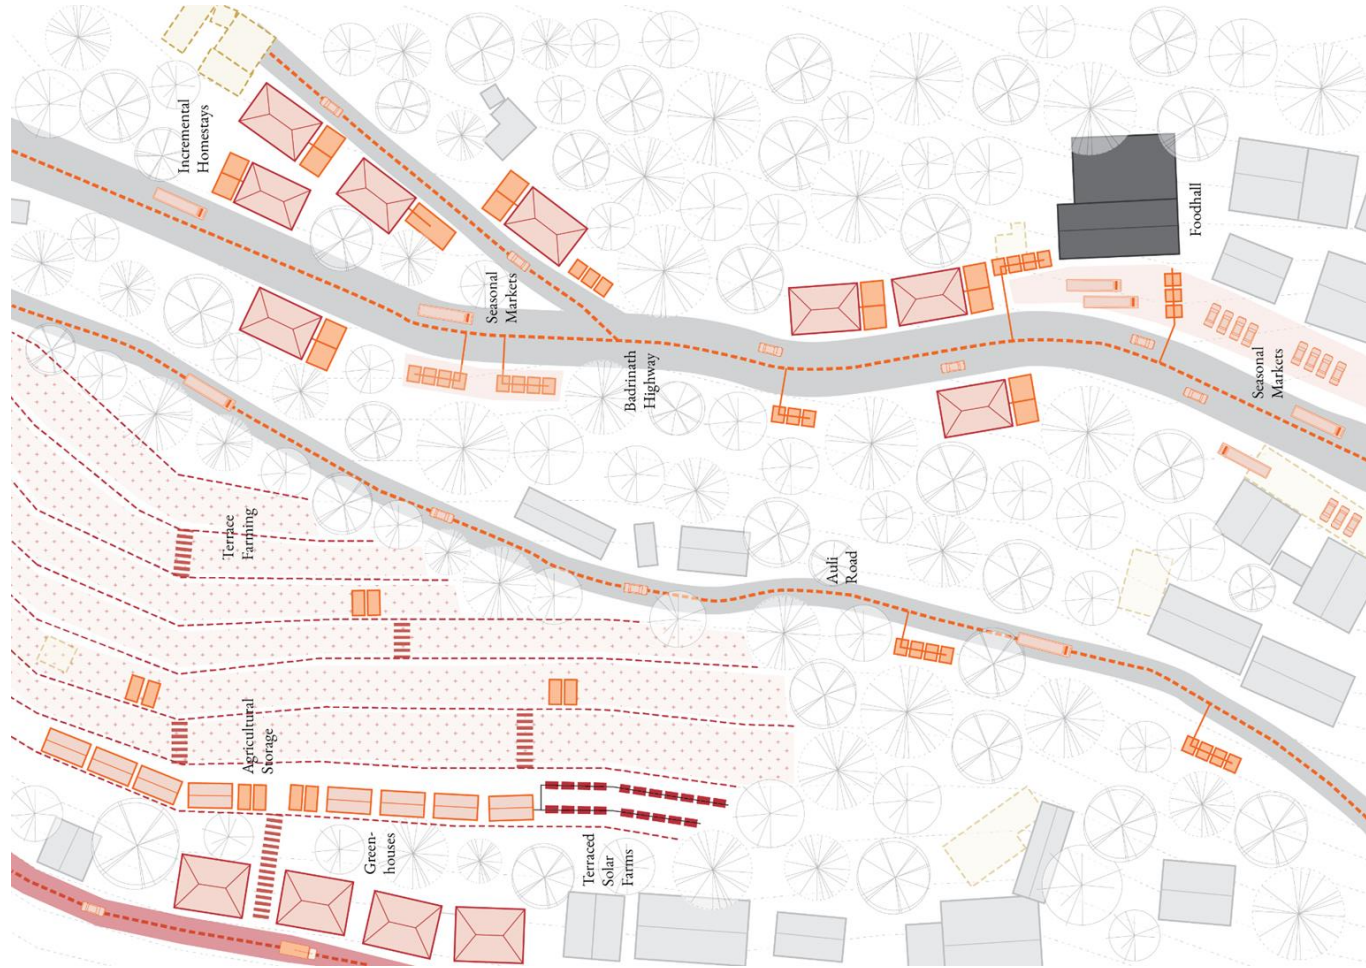 Incremental
Homestays
Seasonal
Markets
Badrinath
Highway
Foodhall
Seasonal
Markets
Terrace
Farming
Auli
Road
Agricultural
Storage
Green-
houses
Terraced
Solar
Farms